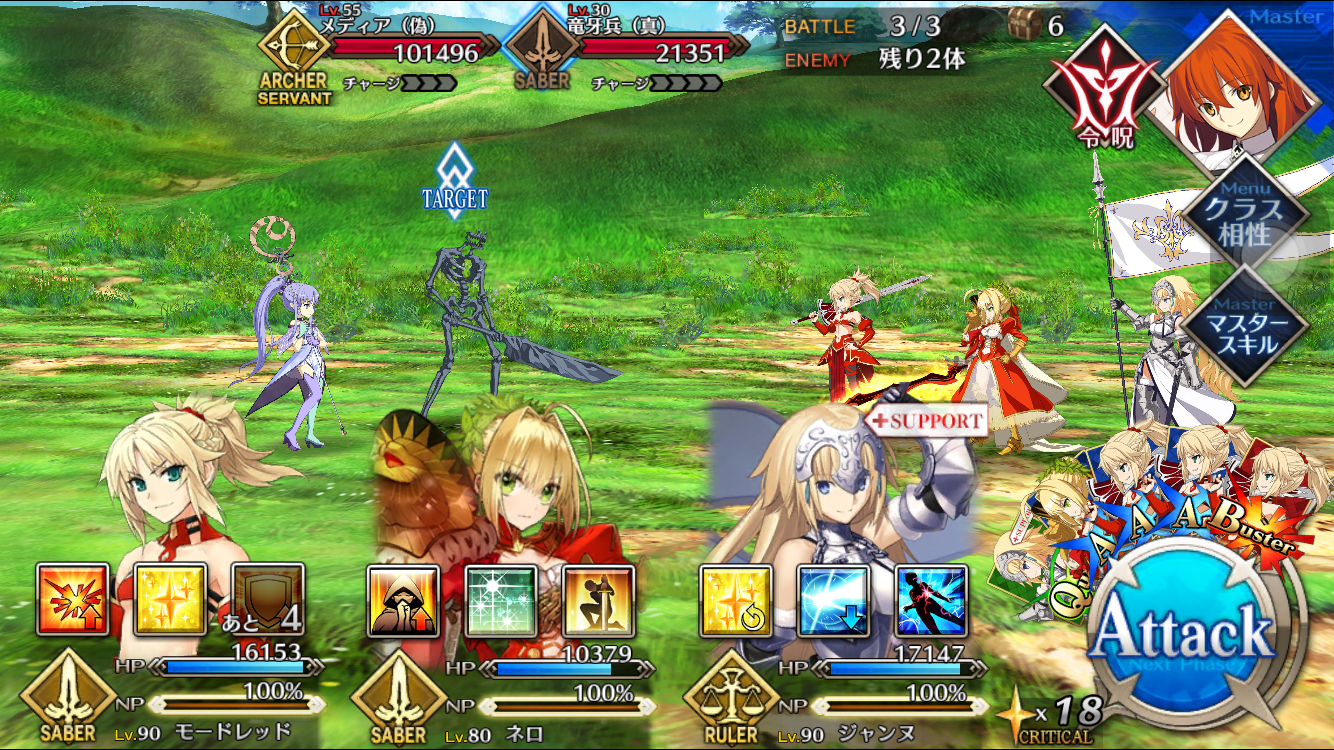 Lv.55
メディア（偽）
101496
ARCHER
SERVANT
チャージ
Lv.30
竜牙兵（真）
21351
SABER
チャージ
BATTLE 3/3
ENEMY 残り2体
6
Master
令呪
Menu
クラス
相性
Master
マスター
スキル
TARGET
+SUPPORT
あと4
HP 16153
NP 100%
SABER
Lv.90 モードレッド
HP 10379
NP 100%
SABER
Lv.80 ネロ
HP 17147
NP 100%
RULER
Lv.90 ジャンヌ
Qu
A
A
A
Buster
Attack
Next Phase
x 18
CRITICAL